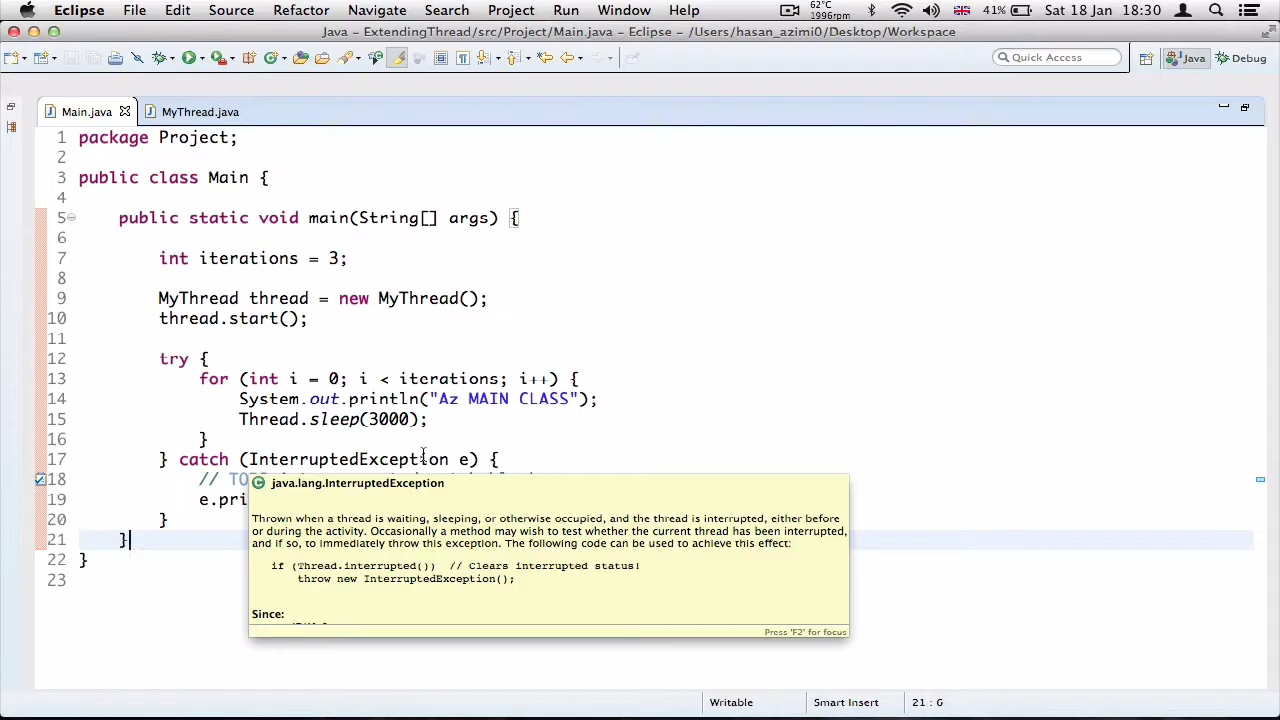 Eclipse File Edit Source Refactor Navigate Search Project Run Window Help 62°C 1996rpm 41% Sat 18 Jan 18:30
Java - ExtendingThread/src/Project/Main.java - Eclipse - /Users/hasan_azimi0/Desktop/Workspace
Quick Access Java Debug
Main.java MyThread.java
1 package Project;
2
3 public class Main {
4
5 public static void main(String[] args) {
6
7 int iterations = 3;
8
9 MyThread thread = new MyThread();
10 thread.start();
11
12 try {
13 for (int i = 0; i < iterations; i++) {
14 System.out.println("Az MAIN CLASS");
15 Thread.sleep(3000);
16 }
17 } catch (InterruptedException e) {
18 //
19 e.pri
20 }
21 }
22 }
23
java.lang.InterruptedException
Thrown when a thread is waiting, sleeping, or otherwise occupied, and the thread is interrupted, either before
or during the activity. Occasionally a method may wish to test whether the current thread has been interrupted,
and if so, to immediately throw this exception. The following code can be used to achieve this effect:
if (Thread.interrupted()) // Clears interrupted status!
throw new InterruptedException();
Since:
Press 'F2' for focus
Writable Smart Insert 21 : 6